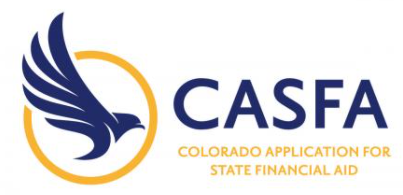 CASFA
COLORADO APPLICATION FOR
STATE FINANCIAL AID